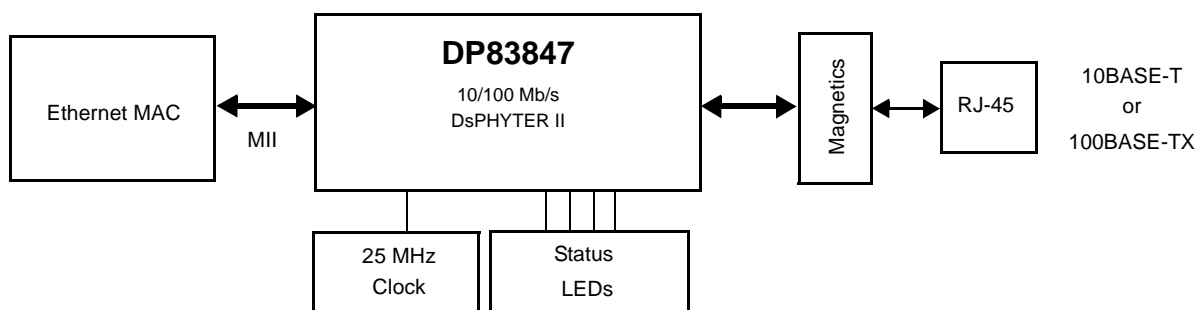 Ethernet MAC
MII
DP83847
10/100 Mb/s
DsPHYTER II
25 MHz
Clock
Status
LEDs
Magnetics
RJ-45
10BASE-T
or
100BASE-TX